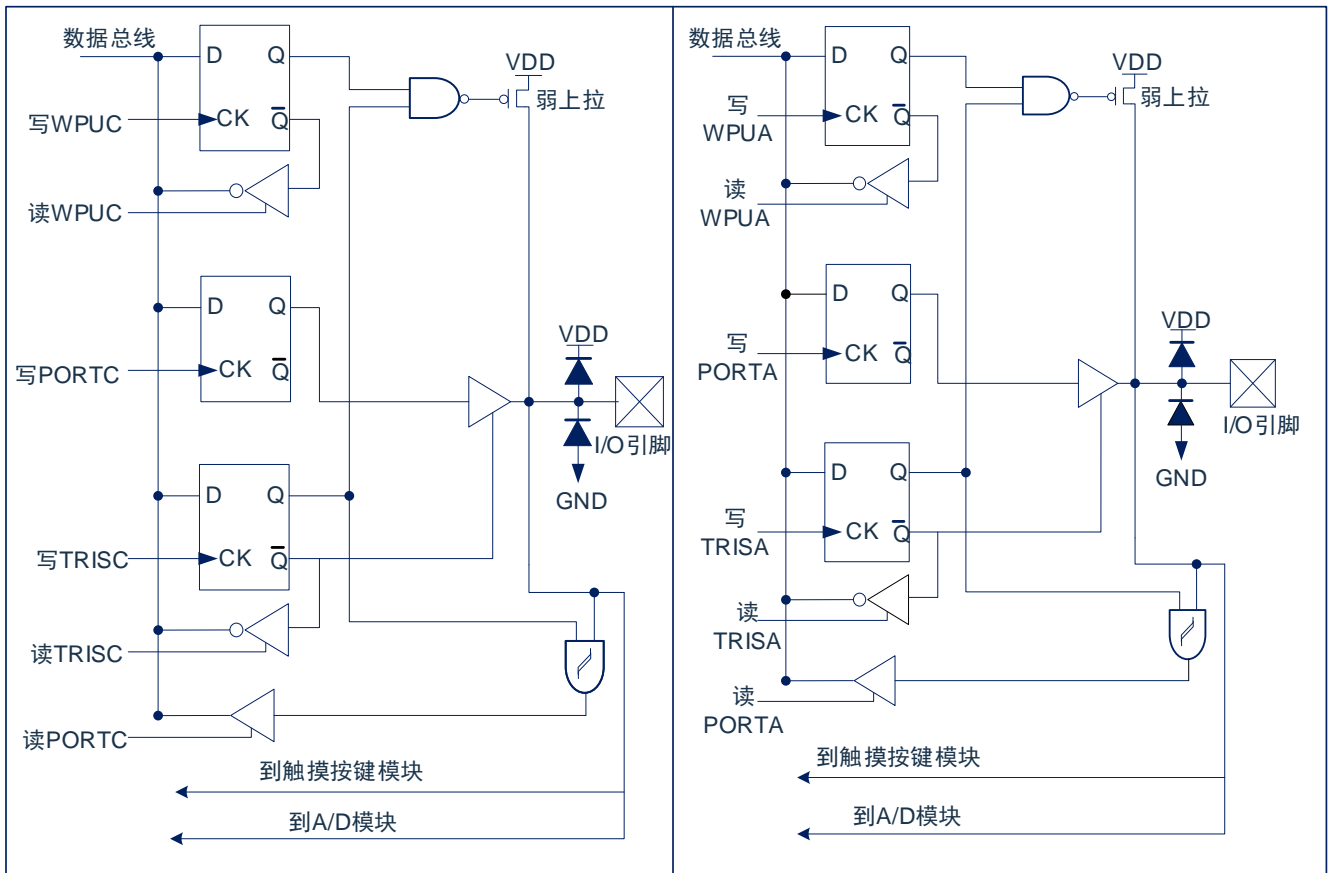 数据总线
D
Q
VDD
弱上拉
写WPUC
CK
Q
读WPUC
D
Q
写PORTC
CK
Q
VDD
I/O引脚
GND
D
Q
写TRISC
CK
Q
读TRISC
读PORTC
到触摸按键模块
到A/D模块
数据总线
D
Q
VDD
弱上拉
写
WPUA
CK
Q
读
WPUA
D
Q
写
PORTA
CK
Q
VDD
I/O引脚
GND
D
Q
写
TRISA
CK
Q
读
TRISA
读
PORTA
到触摸按键模块
到A/D模块